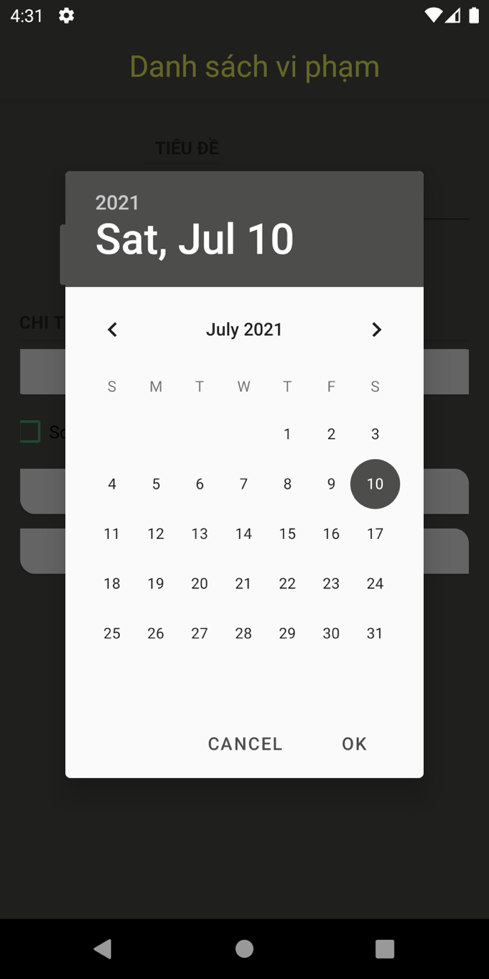 4:31
Danh sách vi phạm
TIÊU ĐỀ
2021
Sat, Jul 10
CHI T
July 2021
S M T W T F S
1 2 3
4 5 6 7 8 9 10
11 12 13 14 15 16 17
18 19 20 21 22 23 24
25 26 27 28 29 30 31
CANCEL OK